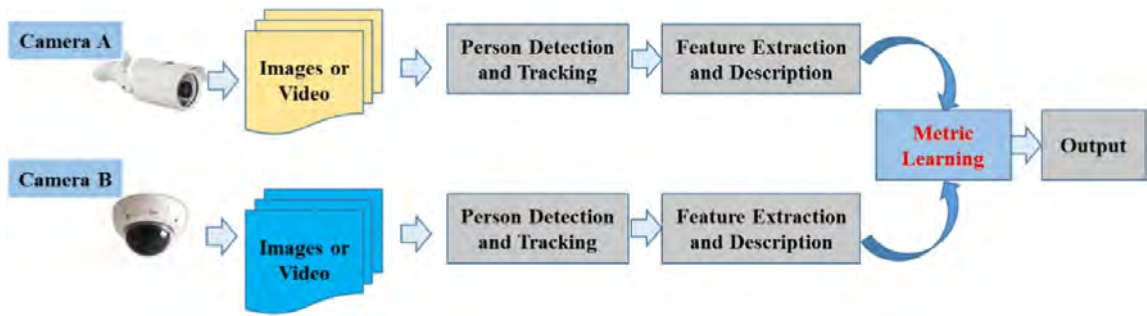 Camera A
Images or
Video
Person Detection
and Tracking
Feature Extraction
and Description
Metric
Learning
Output
Camera B
Images or
Video
Person Detection
and Tracking
Feature Extraction
and Description